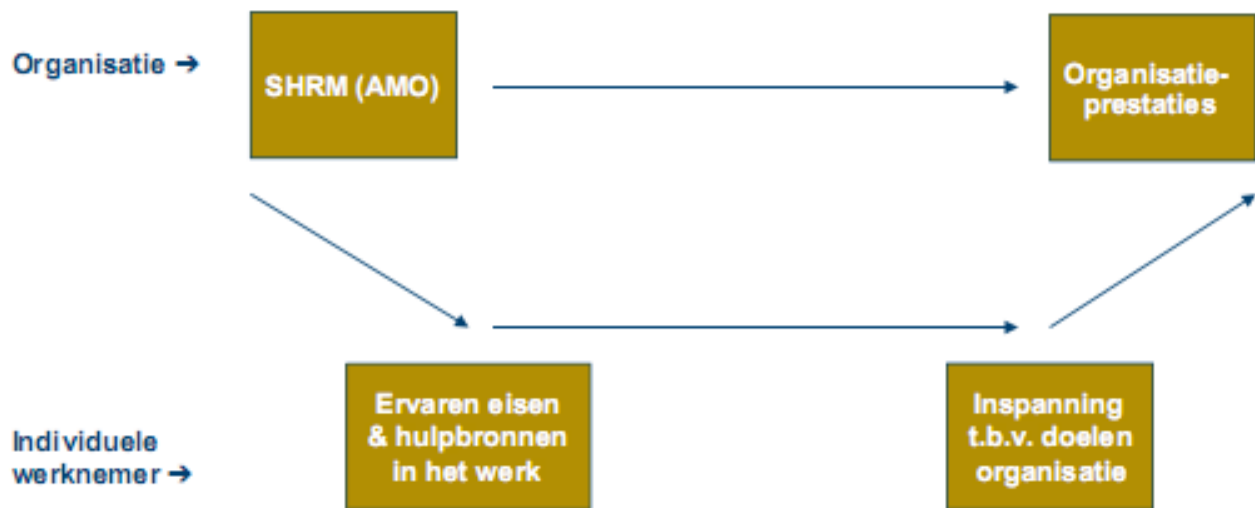 Organisatie ➔
SHRM (AMO)
Organisatie-
prestaties
Individuele
werknemer ➔
Ervaren eisen
& hulpbronnen
in het werk
Inspanning
t.b.v. doelen
organisatie